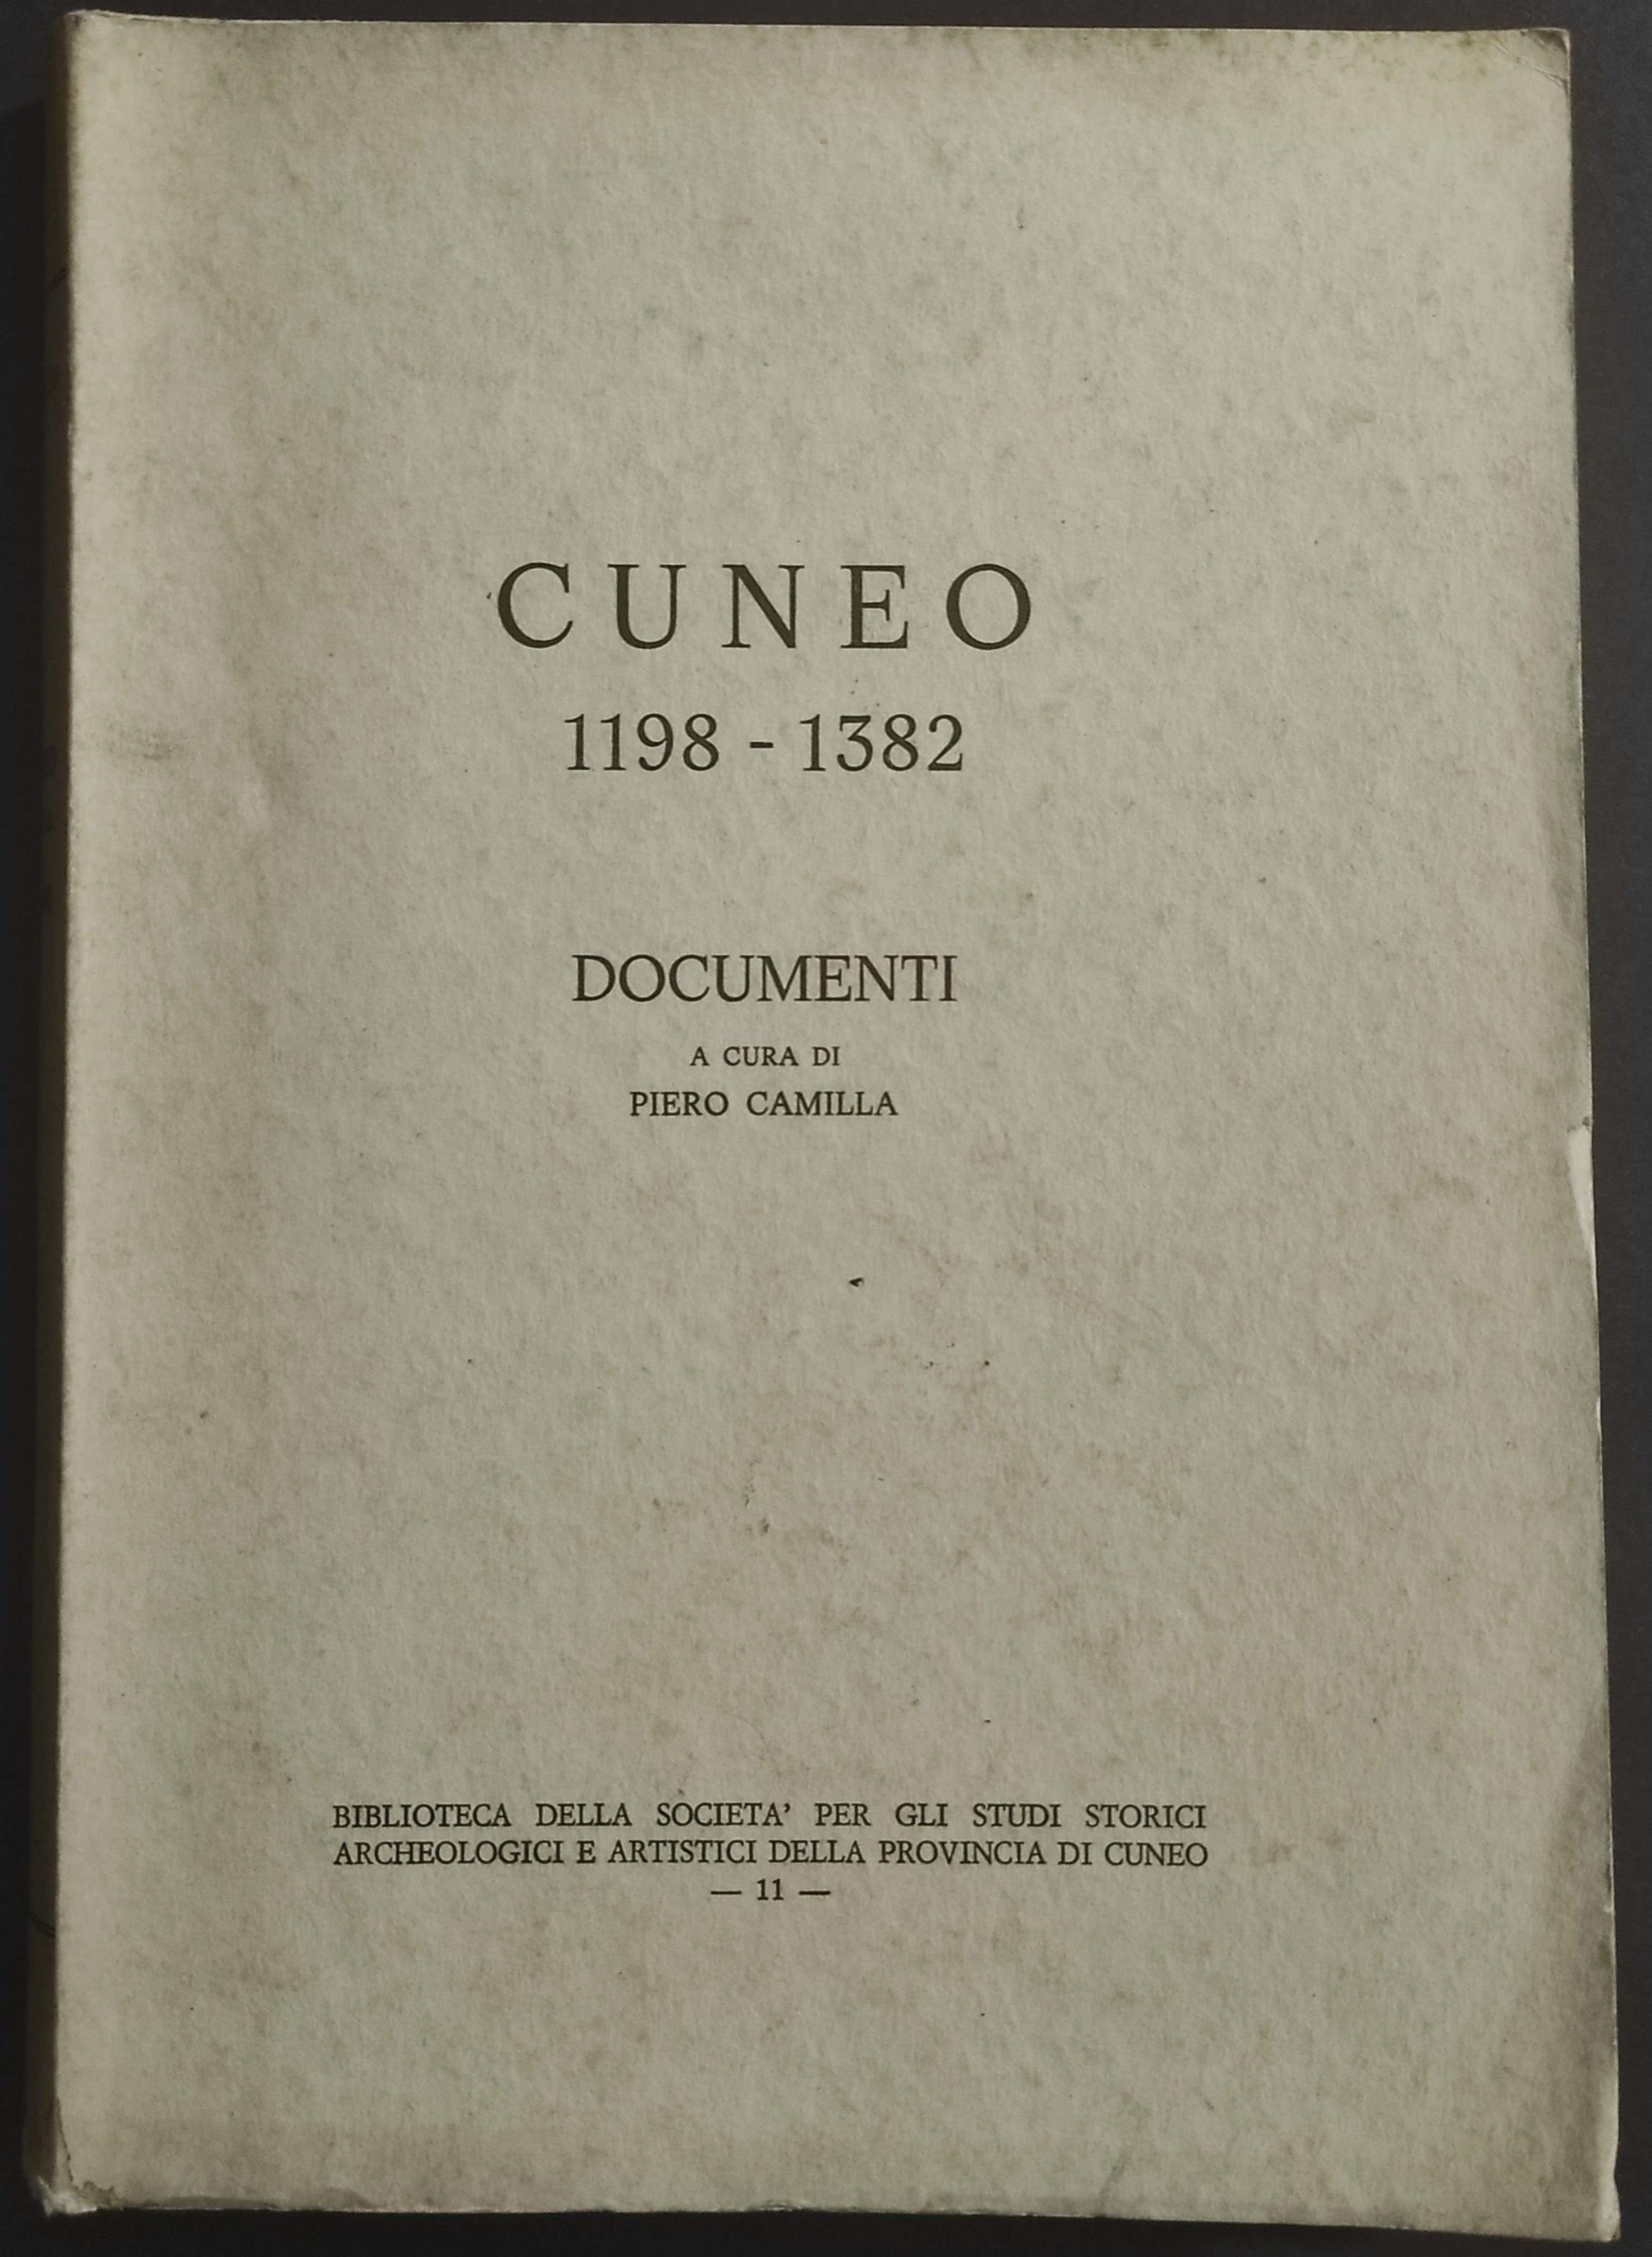 CUNEO
1198 - 1382
DOCUMENTI
A CURA DI
PIERO CAMILLA
BIBLIOTECA DELLA SOCIETA' PER GLI STUDI STORICI
ARCHEOLOGICI E ARTISTICI DELLA PROVINCIA DI CUNEO
— 11 —